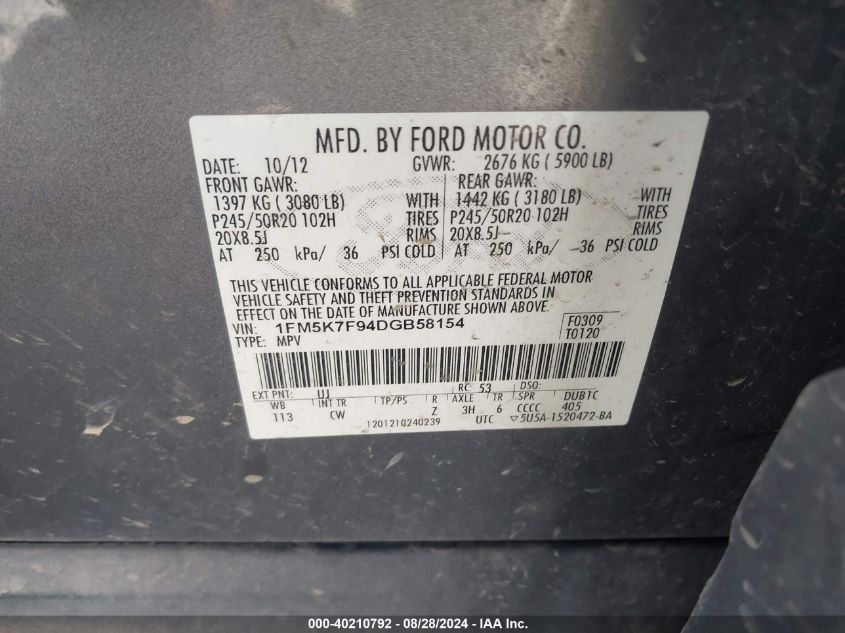 MFD. BY FORD MOTOR CO.
DATE: 10/12 GVWR: 2676 KG ( 5900 LB)
FRONT GAWR: REAR GAWR:
1397 KG ( 3080 LB) WITH 1442 KG ( 3180 LB) WITH
P245/50R20 102H TIRES P245/50R20 102H TIRES
20X8.5J RIMS 20X8.5J RIMS
AT 250 kPa/ 36 PSI COLD AT 250 kPa/ 36 PSI COLD
THIS VEHICLE CONFORMS TO ALL APPLICABLE FEDERAL MOTOR
VEHICLE SAFETY AND THEFT PREVENTION STANDARDS IN
EFFECT ON THE DATE OF MANUFACTURE SHOWN ABOVE.
VIN: 1FM5K7F94DGB58154 F0309
TYPE: MPV T0120
EXT PNT: UJ RC: 53 DSO:
WB INT TR TP/PS R AXLE TR SPR DUBTC
113 CW Z 3H 6 CCCC 405
1201210240239 UTC ▽5U5A-1520472-BA
000-40210792 - 08/28/2024 - IAAI Inc.